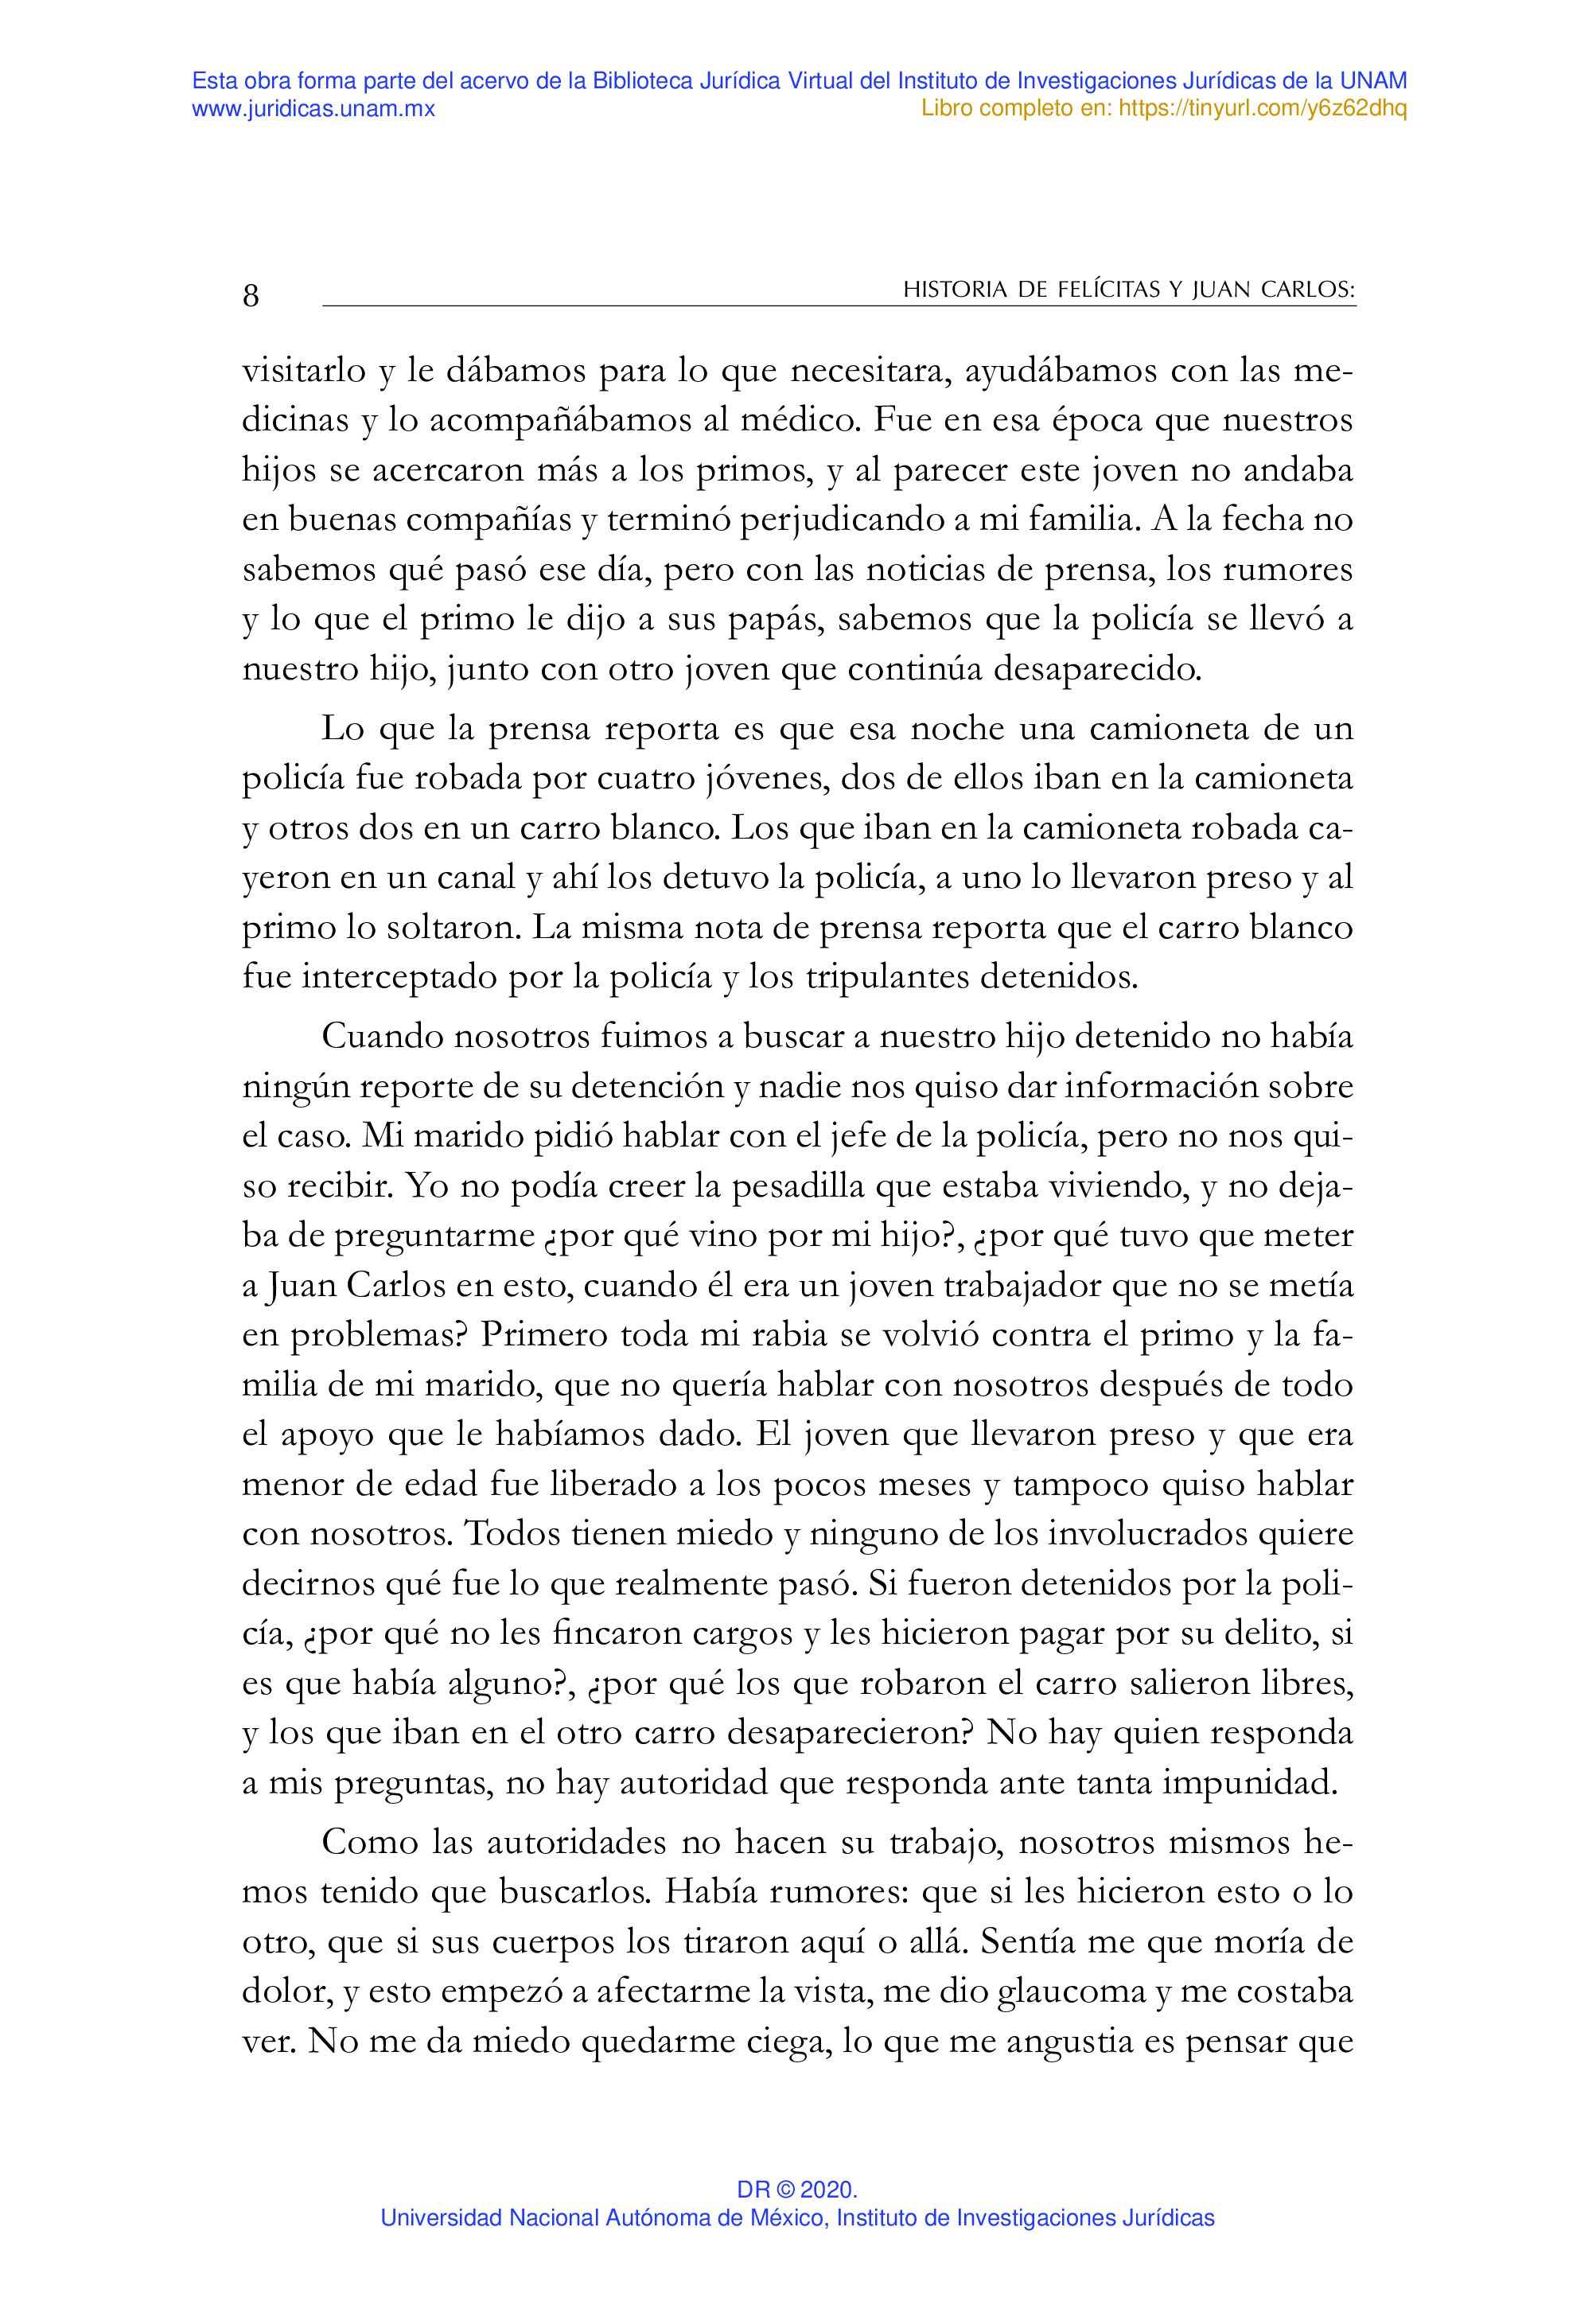 Esta obra forma parte del acervo de la Biblioteca Jurídica Virtual del Instituto de Investigaciones Jurídicas de la UNAM
www.juridicas.unam.mx
Libro completo en: https://tinyurl.com/y6z62dhq
8
HISTORIA DE FELÍCITAS Y JUAN CARLOS:
visitarlo y le dábamos para lo que necesitara, ayudábamos con las me-
dicinas y lo acompañábamos al médico. Fue en esa época que nuestros
hijos se acercaron más a los primos, y al parecer este joven no andaba
en buenas compañías y terminó perjudicando a mi familia. A la fecha no
sabemos qué pasó ese día, pero con las noticias de prensa, los rumores
y lo que el primo le dijo a sus papás, sabemos que la policía se llevó a
nuestro hijo, junto con otro joven que continúa desaparecido.
Lo que la prensa reporta es que esa noche una camioneta de un
policía fue robada por cuatro jóvenes, dos de ellos iban en la camioneta
y otros dos en un carro blanco. Los que iban en la camioneta robada ca-
yeron en un canal y ahí los detuvo la policía, a uno lo llevaron preso y al
primo lo soltaron. La misma nota de prensa reporta que el carro blanco
fue interceptado por la policía y los tripulantes detenidos.
Cuando nosotros fuimos a buscar a nuestro hijo detenido no había
ningún reporte de su detención y nadie nos quiso dar información sobre
el caso. Mi marido pidió hablar con el jefe de la policía, pero no nos qui-
so recibir. Yo no podía creer la pesadilla que estaba viviendo, y no deja-
ba de preguntarme ¿por qué vino por mi hijo?, ¿por qué tuvo que meter
a Juan Carlos en esto, cuando él era un joven trabajador que no se metía
en problemas? Primero toda mi rabia se volvió contra el primo y la fa-
milia de mi marido, que no quería hablar con nosotros después de todo
el apoyo que le habíamos dado. El joven que llevaron preso y que era
menor de edad fue liberado a los pocos meses y tampoco quiso hablar
con nosotros. Todos tienen miedo y ninguno de los involucrados quiere
decirnos qué fue lo que realmente pasó. Si fueron detenidos por la poli-
cía, ¿por qué no les fincaron cargos y les hicieron pagar por su delito, si
es que había alguno?, ¿por qué los que robaron el carro salieron libres,
y los que iban en el otro carro desaparecieron? No hay quien responda
a mis preguntas, no hay autoridad que responda ante tanta impunidad.
Como las autoridades no hacen su trabajo, nosotros mismos he-
mos tenido que buscarlos. Había rumores: que si les hicieron esto o lo
otro, que si sus cuerpos los tiraron aquí o allá. Sentía me que moría de
dolor, y esto empezó a afectarme la vista, me dio glaucoma y me costaba
ver. No me da miedo quedarme ciega, lo que me angustia es pensar que
DR © 2020.
Universidad Nacional Autónoma de México, Instituto de Investigaciones Jurídicas